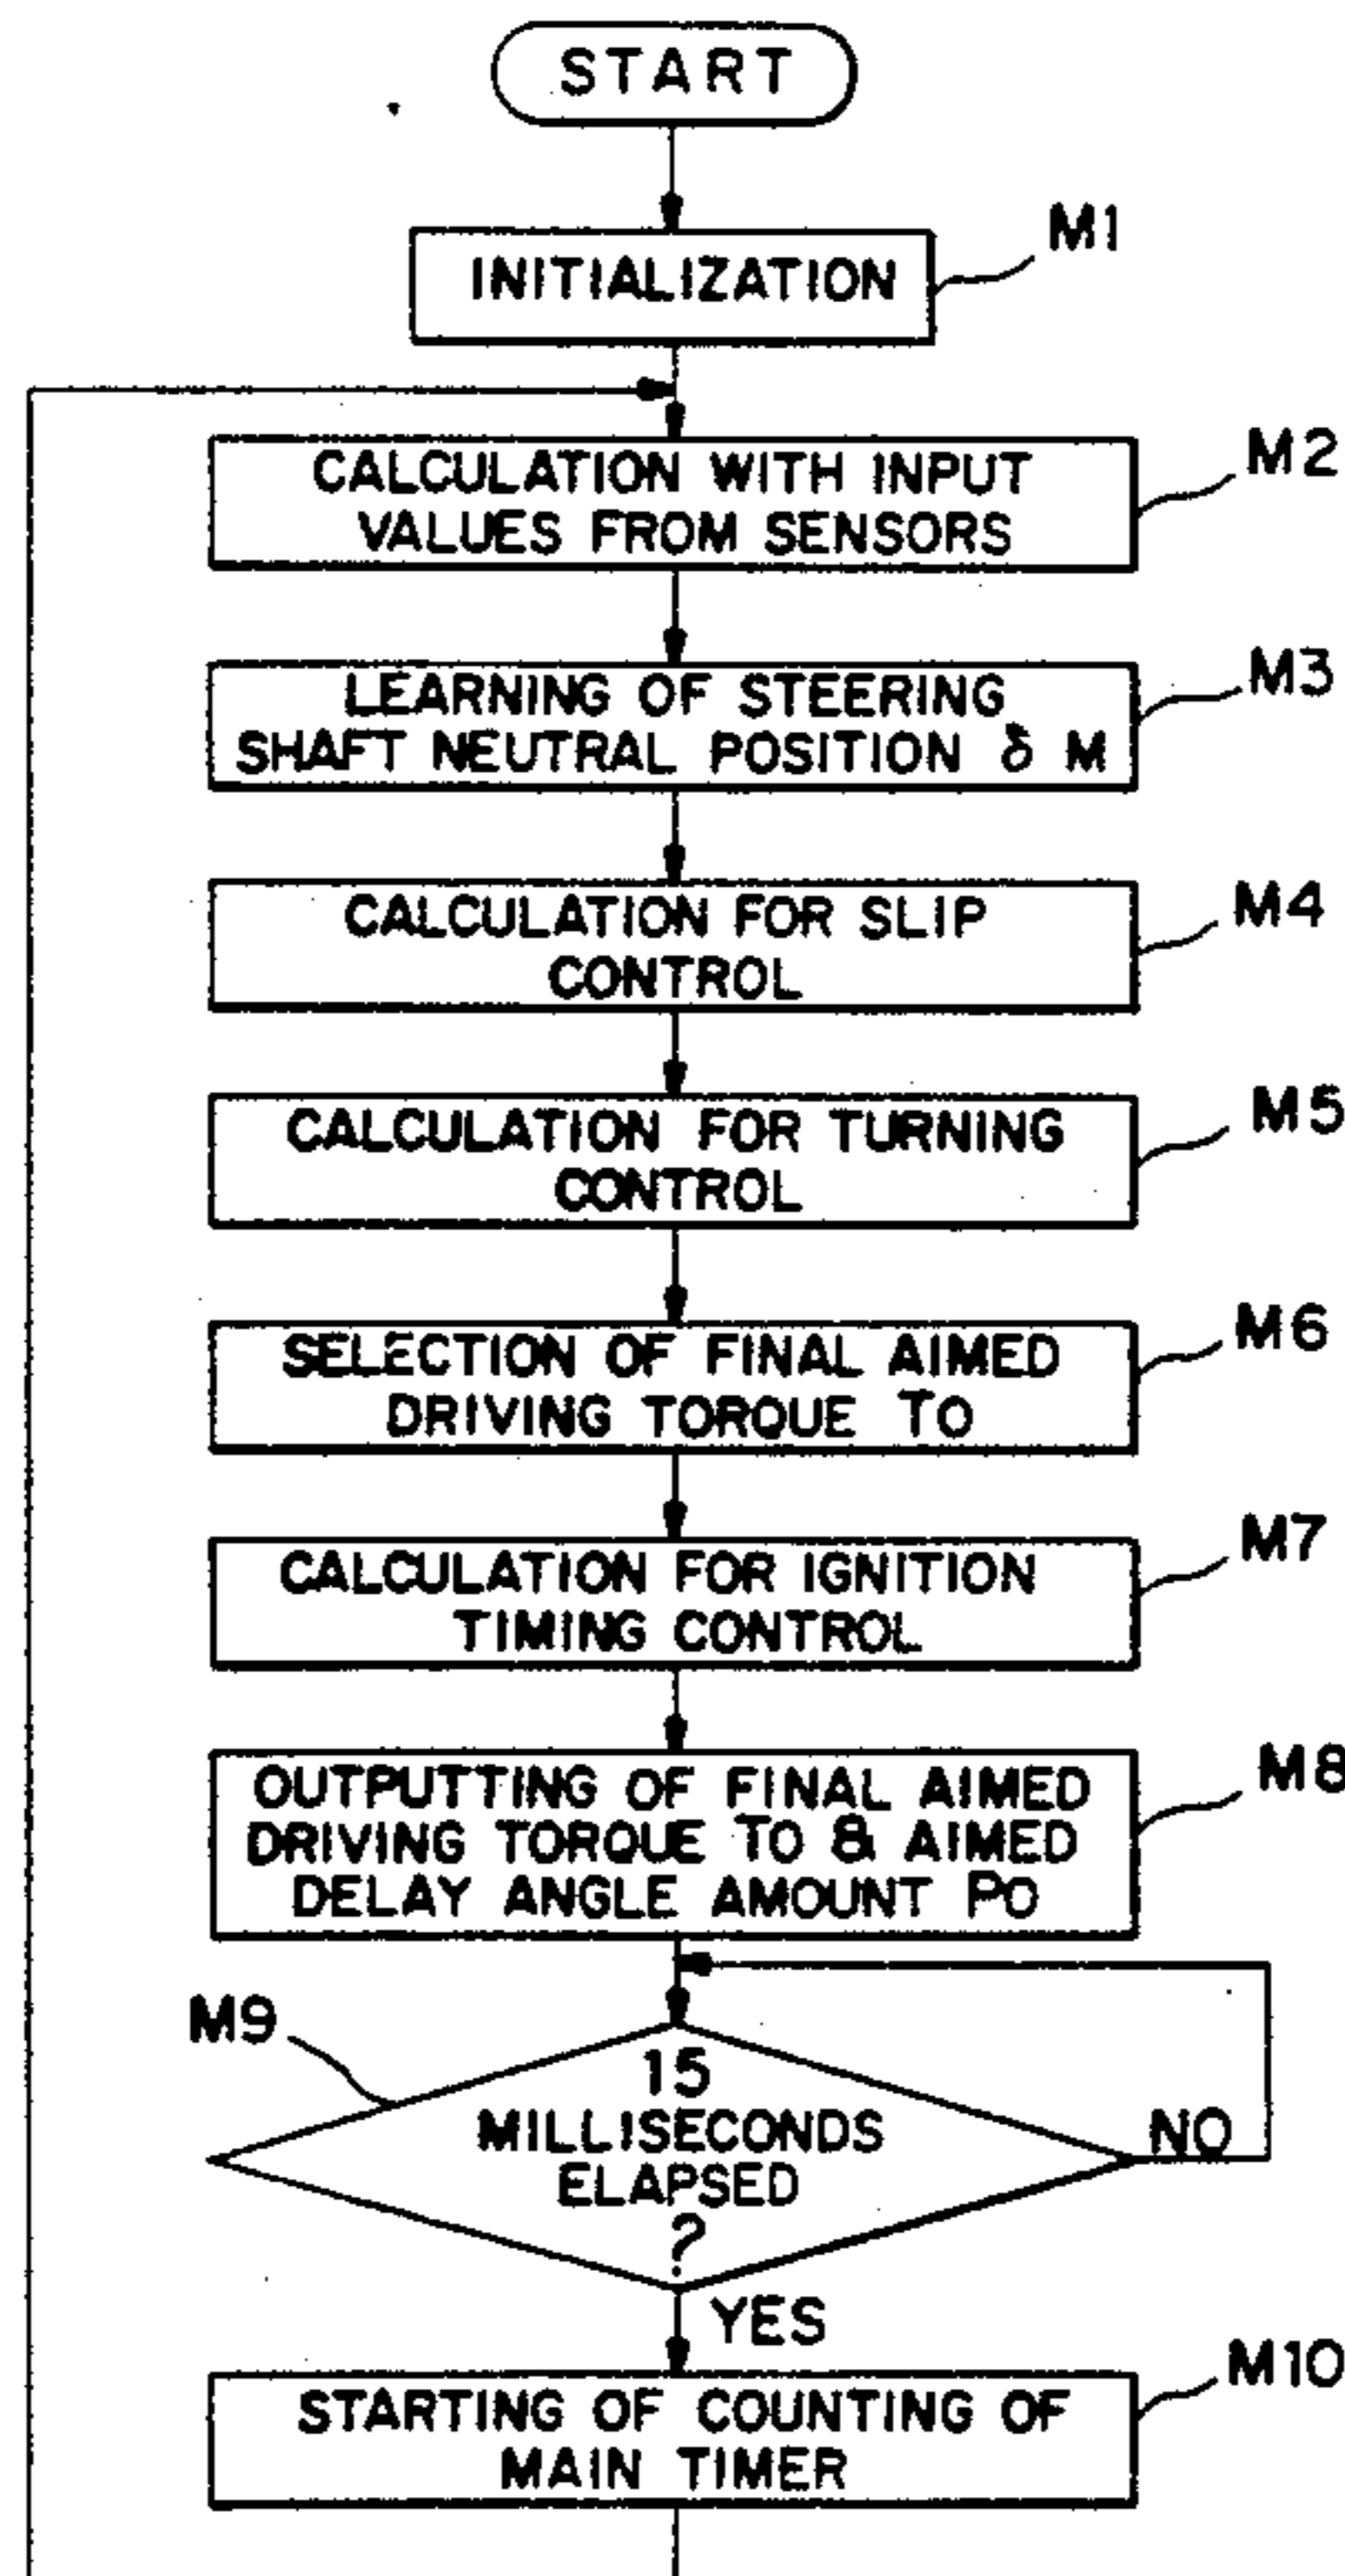 START
INITIALIZATION
M1
CALCULATION WITH INPUT
VALUES FROM SENSORS
M2
LEARNING OF STEERING
SHAFT NEUTRAL POSITION δ M
M3
CALCULATION FOR SLIP
CONTROL
M4
CALCULATION FOR TURNING
CONTROL
M5
SELECTION OF FINAL AIMED
DRIVING TORQUE TO
M6
CALCULATION FOR IGNITION
TIMING CONTROL
M7
OUTPUTTING OF FINAL AIMED
DRIVING TORQUE TO & AIMED
DELAY ANGLE AMOUNT PO
M8
M9
15
MILLISECONDS
ELAPSED
?
NO
YES
STARTING OF COUNTING OF
MAIN TIMER
M10